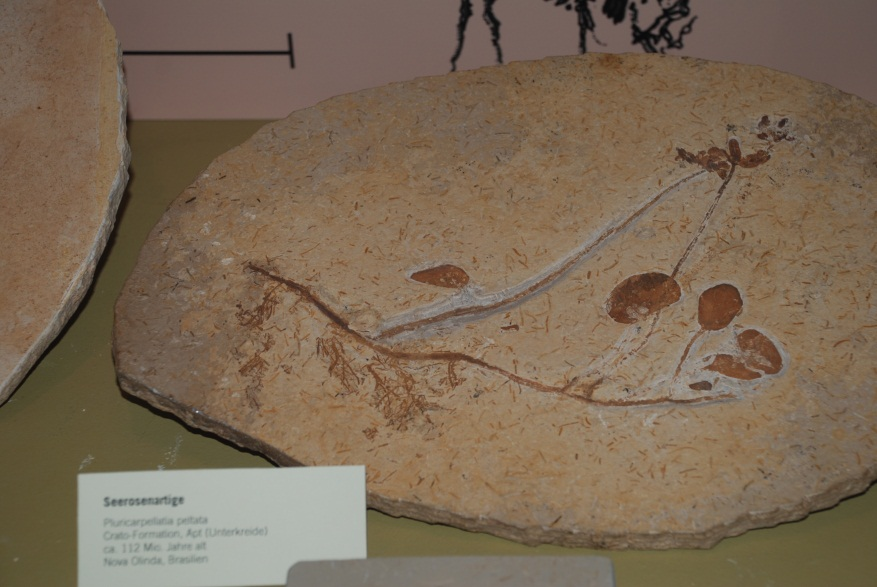 Seerosenartige
Pluricarpellatia peltata
Crato-Formation, Apt (Unterkreide)
ca. 112 Mio. Jahre alt
Nova Olinda, Brasilien